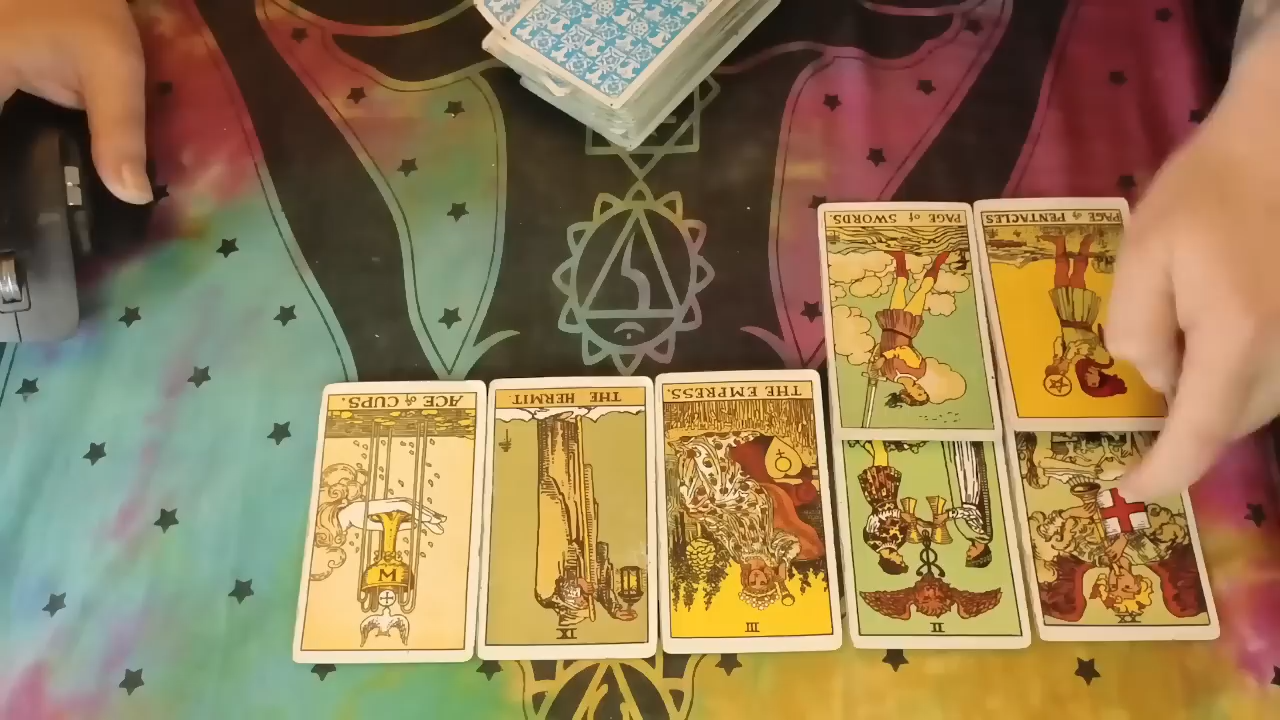 PAGE of SWORDS.
PAGE of PENTACLES
ACE of CUPS.
THE HERMIT.
THE EMPRESS.
IX
III
II
XX